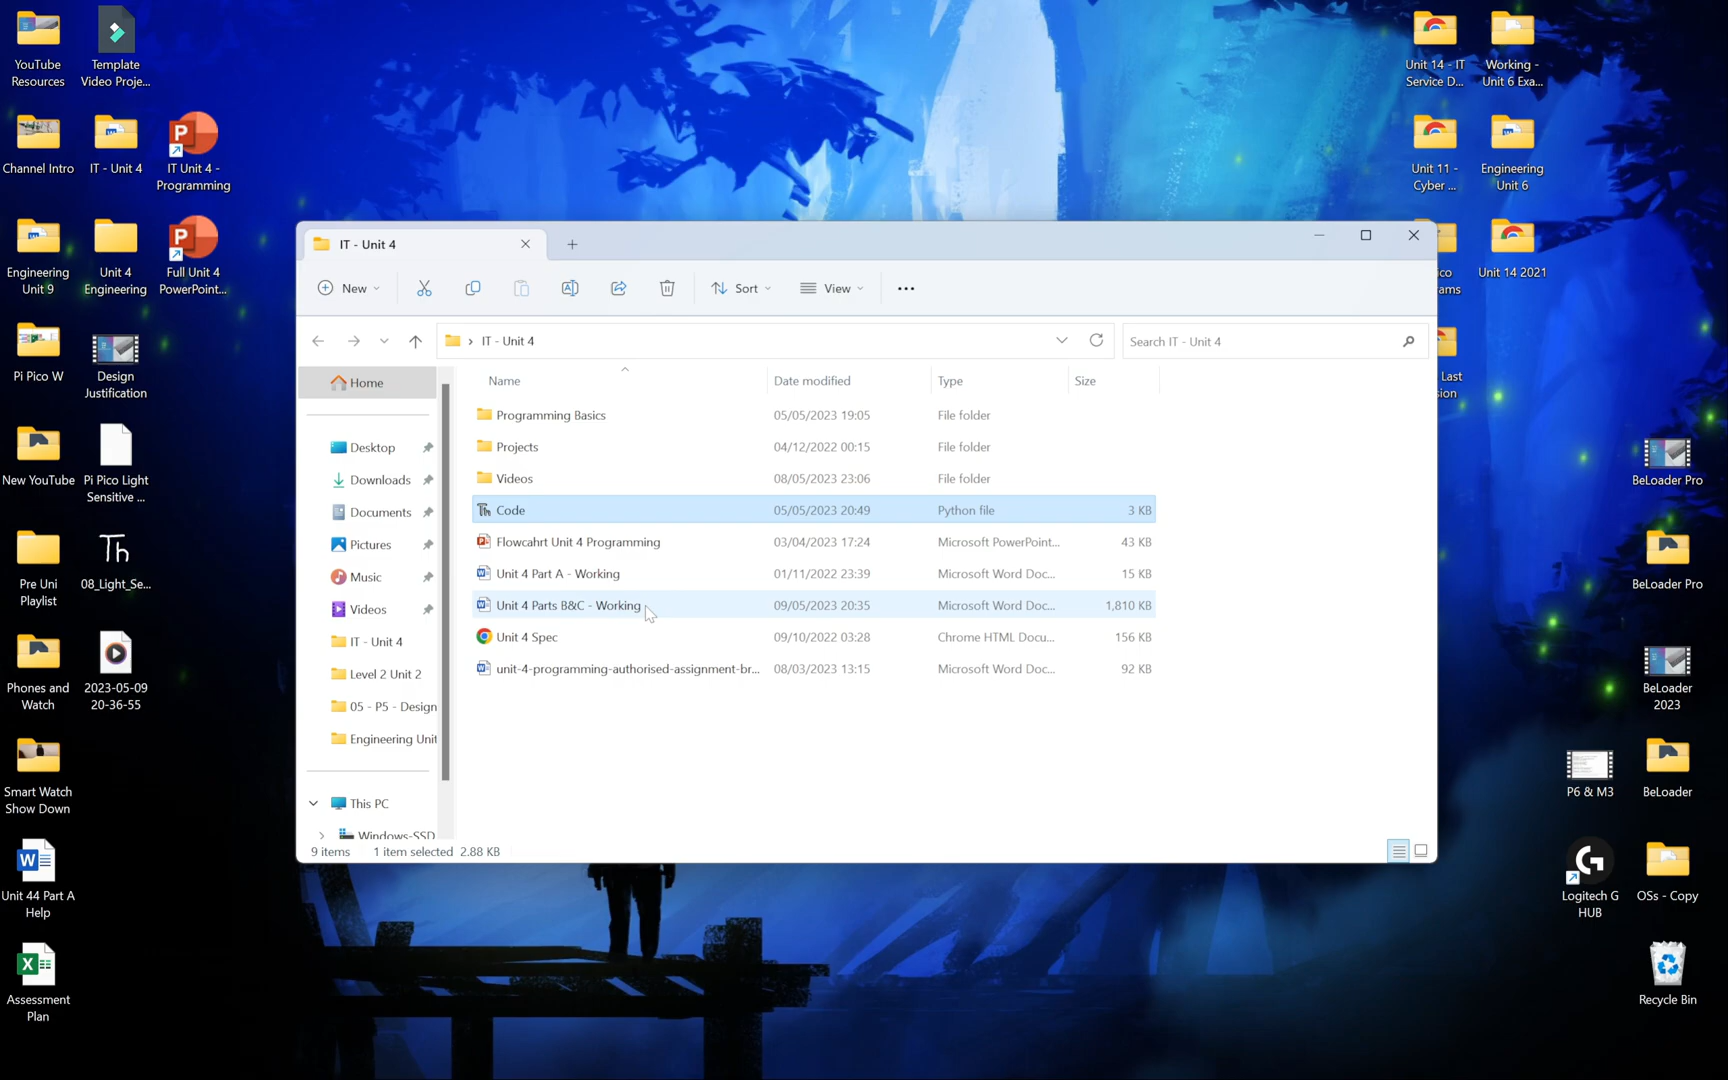 YouTube
Resources
Template
Video Proje...
Channel Intro
IT - Unit 4
IT Unit 4 -
Programming
Engineering
Unit 9
Unit 4
Engineering
Full Unit 4
PowerPoint...
Pi Pico W
Design
Justification
New YouTube
Pi Pico Light
Sensitive ...
Pre Uni
Playlist
Th
08_Light_Se...
Phones and
Watch
2023-05-09
20-36-55
Smart Watch
Show Down
Unit 44 Part A
Help
Assessment
Plan
IT - Unit 4
New
Sort
View
IT - Unit 4
Search IT - Unit 4
Home
Desktop
Downloads
Documents
Pictures
Music
Videos
IT - Unit 4
Level 2 Unit 2
05 - P5 - Design
Engineering Unit
This PC
Windows-SSD
Name Date modified Type Size
Programming Basics 05/05/2023 19:05 File folder
Projects 04/12/2022 00:15 File folder
Videos 08/05/2023 23:06 File folder
Code 05/05/2023 20:49 Python file 3 KB
Flowcahrt Unit 4 Programming 03/04/2023 17:24 Microsoft PowerPoint... 43 KB
Unit 4 Part A - Working 01/11/2022 23:39 Microsoft Word Doc... 15 KB
Unit 4 Parts B&C - Working 09/05/2023 20:35 Microsoft Word Doc... 1,810 KB
Unit 4 Spec 09/10/2022 03:28 Chrome HTML Docu... 156 KB
unit-4-programming-authorised-assignment-br... 08/03/2023 13:15 Microsoft Word Doc... 92 KB
9 items 1 item selected 2.88 KB
Unit 14 - IT
Service D...
Working -
Unit 6 Exa...
Unit 11 -
Cyber ...
Engineering
Unit 6
ico
ams
Unit 14 2021
Last
sion
BeLoader Pro
BeLoader Pro
BeLoader
2023
P6 & M3
BeLoader
Logitech G
HUB
OSs - Copy
Recycle Bin